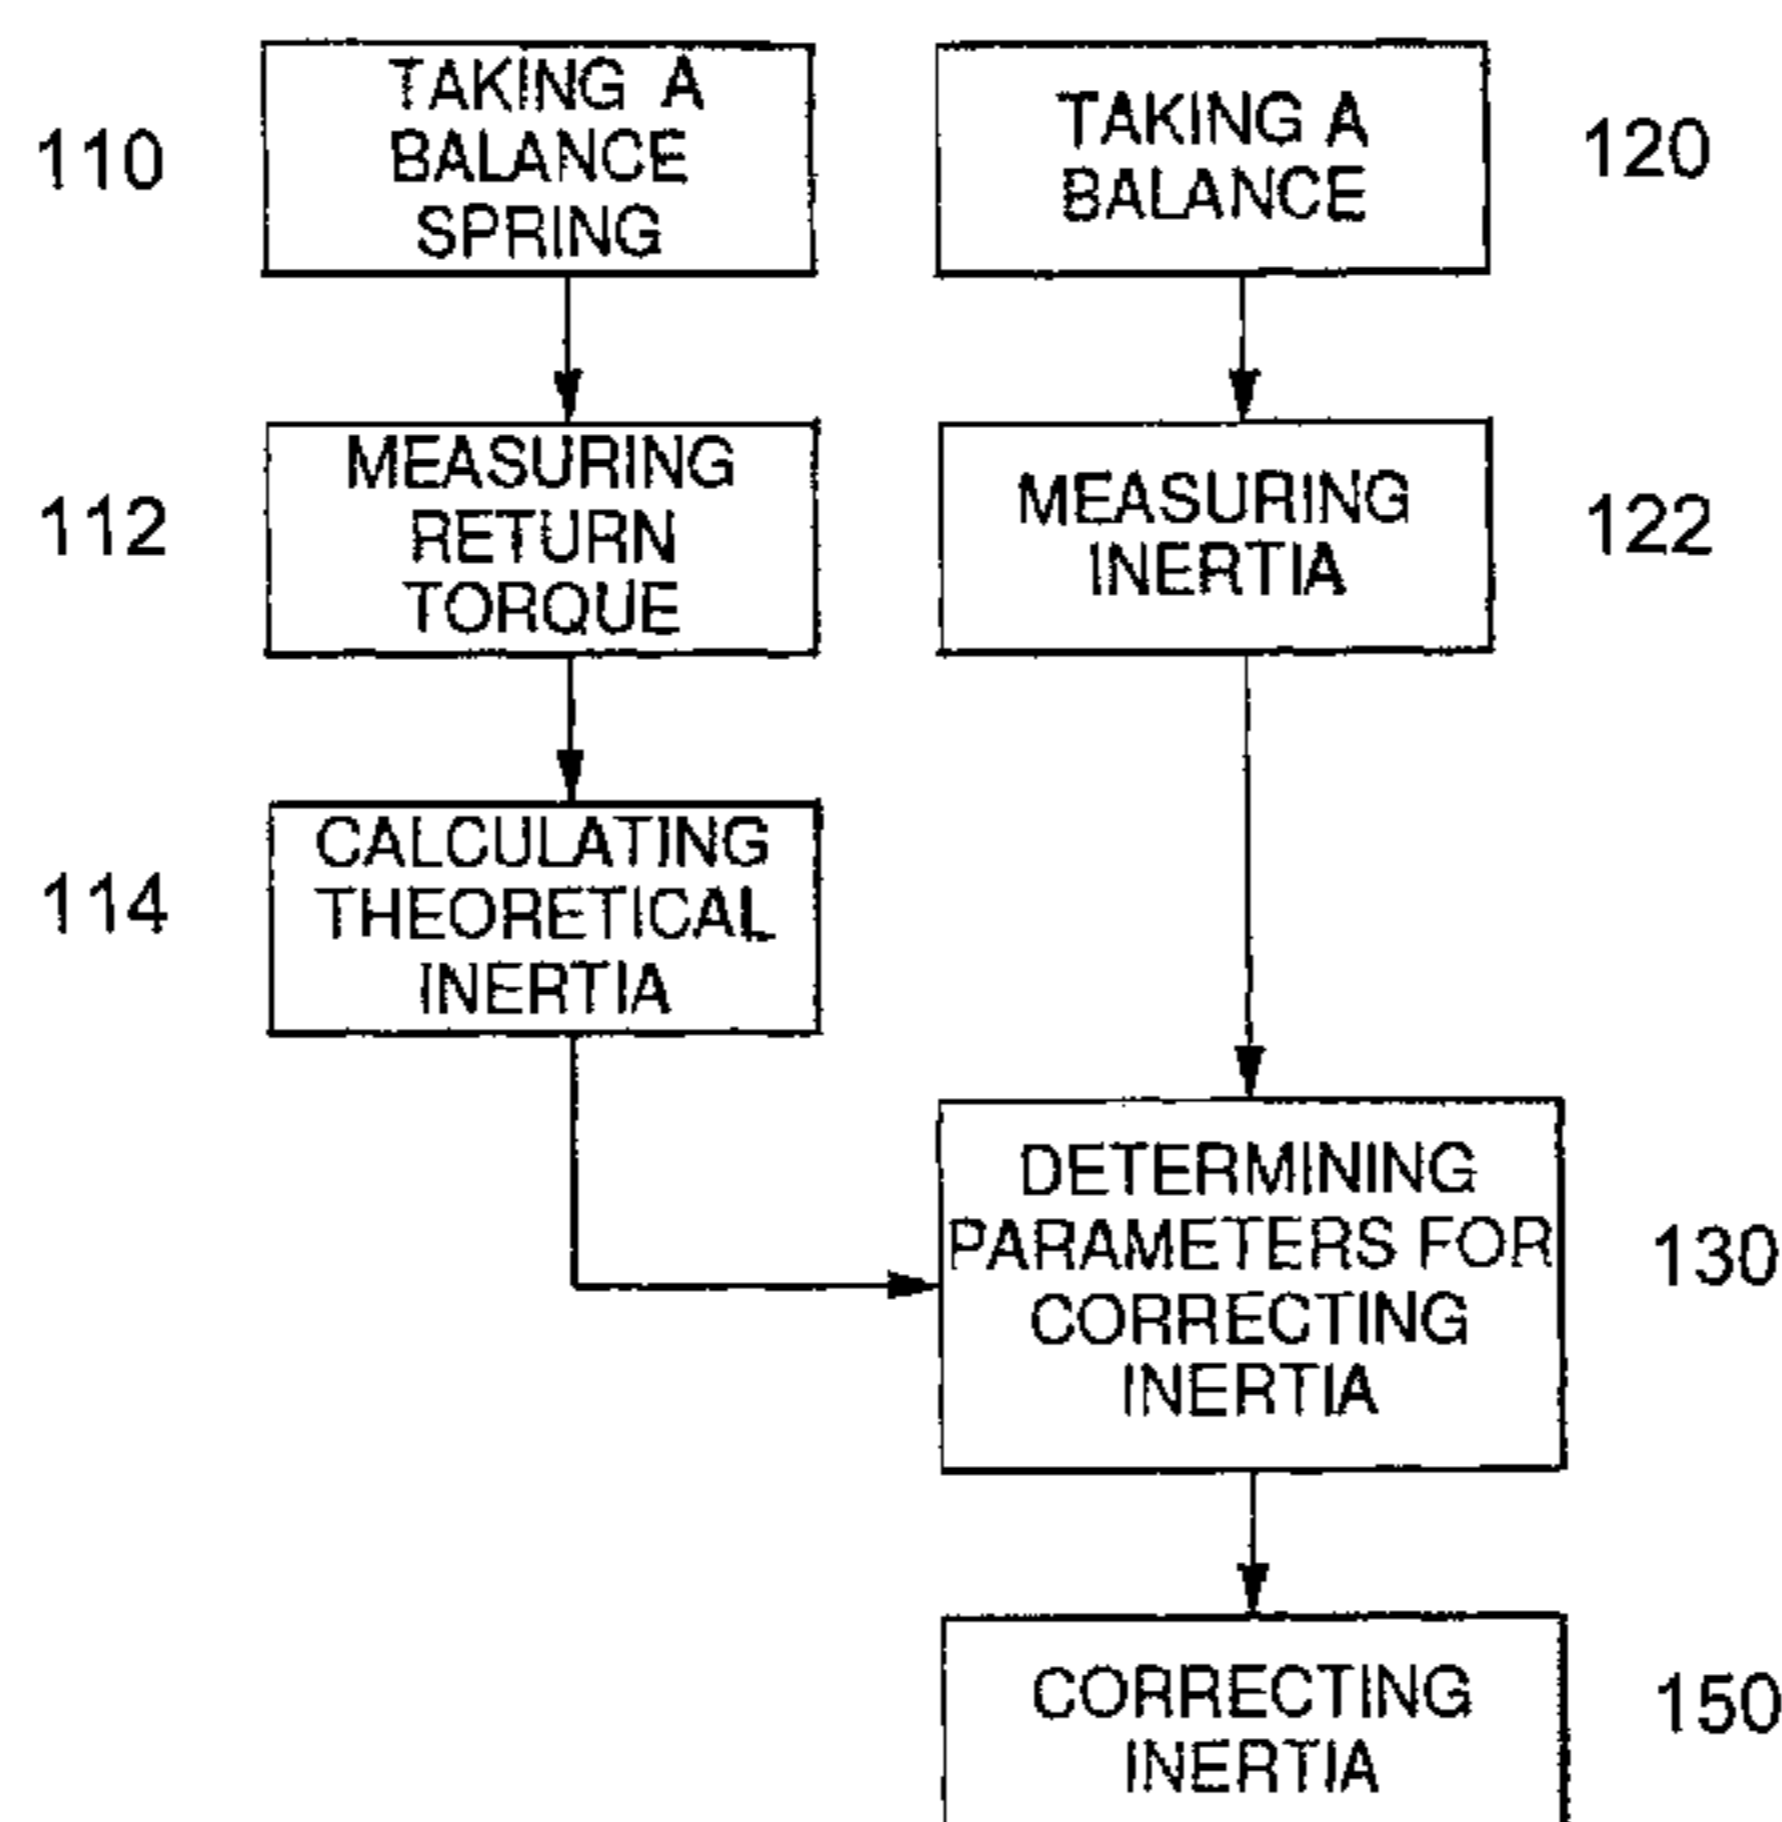 110
TAKING A
BALANCE
SPRING
TAKING A
BALANCE
120
112
MEASURING
RETURN
TORQUE
MEASURING
INERTIA
122
114
CALCULATING
THEORETICAL
INERTIA
DETERMINING
PARAMETERS FOR
CORRECTING
INERTIA
130
CORRECTING
INERTIA
150